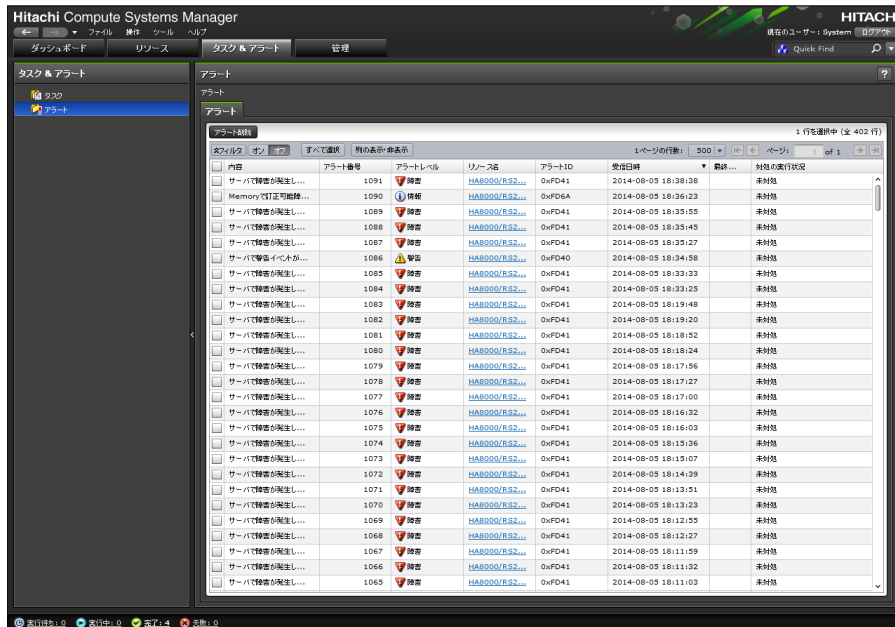 Hitachi Compute Systems Manager
HITACH
ファイル 操作 ツール ヘルプ
現在のユーザー: System ログアウト
ダッシュボード リソース タスク & アラート 管理
Quick Find
タスク & アラート
アラート
?
タスク
アラート
アラート
アラート
アラート削除
1 行を選択中 (全 402 行)
フィルタ オン オフ すべて選択 列の表示・非表示
1ページの行数: 500 ページ: 1 of 1
内容 アラート番号 アラートレベル リソース名 アラートID 受信日時 ▼ 最終... 対処の実行状況
サーバで障害が発生し... 1091 障害 HA8000/RS2... 0xFD41 2014-08-05 18:38:38 未対処
Memoryで訂正可能障... 1090 情報 HA8000/RS2... 0xFD6A 2014-08-05 18:36:23 未対処
サーバで障害が発生し... 1089 障害 HA8000/RS2... 0xFD41 2014-08-05 18:35:55 未対処
サーバで障害が発生し... 1088 障害 HA8000/RS2... 0xFD41 2014-08-05 18:35:45 未対処
サーバで障害が発生し... 1087 障害 HA8000/RS2... 0xFD41 2014-08-05 18:35:27 未対処
サーバで警告イベントが... 1086 警告 HA8000/RS2... 0xFD40 2014-08-05 18:34:58 未対処
サーバで障害が発生し... 1085 障害 HA8000/RS2... 0xFD41 2014-08-05 18:33:33 未対処
サーバで障害が発生し... 1084 障害 HA8000/RS2... 0xFD41 2014-08-05 18:33:25 未対処
サーバで障害が発生し... 1083 障害 HA8000/RS2... 0xFD41 2014-08-05 18:19:48 未対処
サーバで障害が発生し... 1082 障害 HA8000/RS2... 0xFD41 2014-08-05 18:19:20 未対処
サーバで障害が発生し... 1081 障害 HA8000/RS2... 0xFD41 2014-08-05 18:18:52 未対処
サーバで障害が発生し... 1080 障害 HA8000/RS2... 0xFD41 2014-08-05 18:18:24 未対処
サーバで障害が発生し... 1079 障害 HA8000/RS2... 0xFD41 2014-08-05 18:17:56 未対処
サーバで障害が発生し... 1078 障害 HA8000/RS2... 0xFD41 2014-08-05 18:17:27 未対処
サーバで障害が発生し... 1077 障害 HA8000/RS2... 0xFD41 2014-08-05 18:17:00 未対処
サーバで障害が発生し... 1076 障害 HA8000/RS2... 0xFD41 2014-08-05 18:16:32 未対処
サーバで障害が発生し... 1075 障害 HA8000/RS2... 0xFD41 2014-08-05 18:16:03 未対処
サーバで障害が発生し... 1074 障害 HA8000/RS2... 0xFD41 2014-08-05 18:15:36 未対処
サーバで障害が発生し... 1073 障害 HA8000/RS2... 0xFD41 2014-08-05 18:15:07 未対処
サーバで障害が発生し... 1072 障害 HA8000/RS2... 0xFD41 2014-08-05 18:14:39 未対処
サーバで障害が発生し... 1071 障害 HA8000/RS2... 0xFD41 2014-08-05 18:13:51 未対処
サーバで障害が発生し... 1070 障害 HA8000/RS2... 0xFD41 2014-08-05 18:13:23 未対処
サーバで障害が発生し... 1069 障害 HA8000/RS2... 0xFD41 2014-08-05 18:12:55 未対処
サーバで障害が発生し... 1068 障害 HA8000/RS2... 0xFD41 2014-08-05 18:12:27 未対処
サーバで障害が発生し... 1067 障害 HA8000/RS2... 0xFD41 2014-08-05 18:11:59 未対処
サーバで障害が発生し... 1066 障害 HA8000/RS2... 0xFD41 2014-08-05 18:11:32 未対処
サーバで障害が発生し... 1065 障害 HA8000/RS2... 0xFD41 2014-08-05 18:11:03 未対処
実行待ち: 0 実行中: 0 完了: 4 失敗: 0